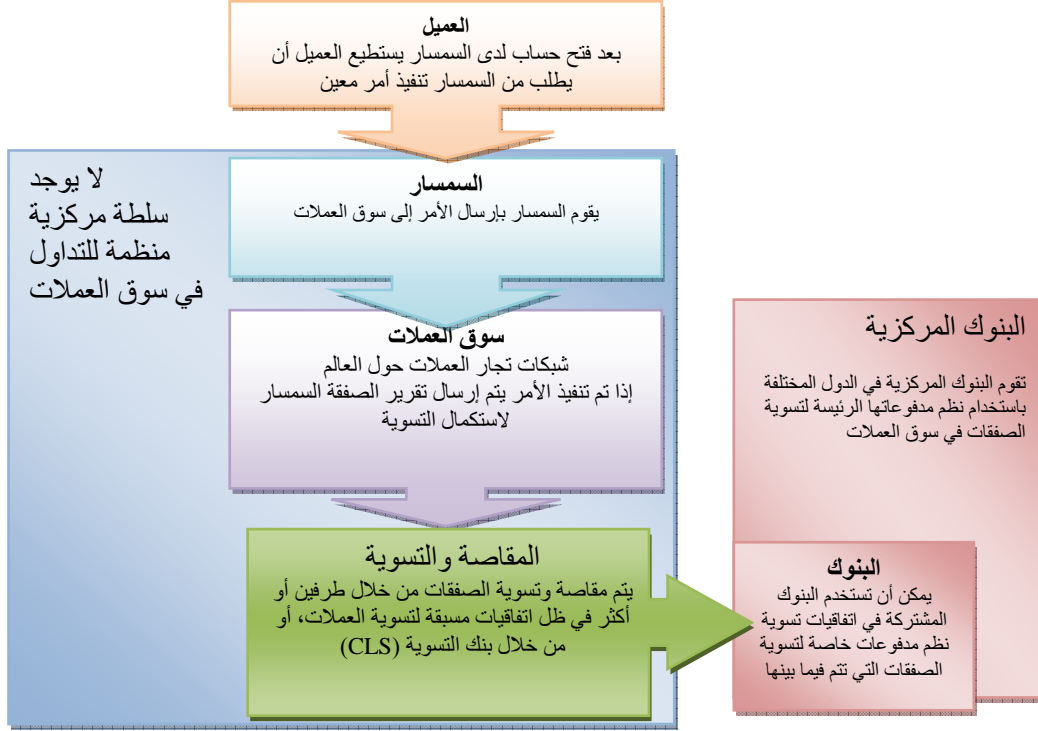 العميل
بعد فتح حساب لدى السمسار يستطيع العميل أن
يطلب من السمسار تنفيذ أمر معين
لا يوجد
سلطة مركزية
منظمة للتداول
في سوق العملات
السمسار
يقوم السمسار بإرسال الأمر إلى سوق العملات
سوق العملات
شبكات تجار العملات حول العالم
إذا تم تنفيذ الأمر يتم إرسال تقرير الصفقة السمسار
لاستكمال التسوية
المقاصة والتسوية
يتم مقاصة وتسوية الصفقات من خلال طرفين أو
أكثر في ظل اتفاقيات مسبقة لتسوية العملات، أو
من خلال بنك التسوية (CLS)
البنوك المركزية
تقوم البنوك المركزية في الدول المختلفة
باستخدام نظم مدفوعاتها الرئيسة لتسوية
الصفقات في سوق العملات
البنوك
يمكن أن تستخدم البنوك
المشتركة في اتفاقيات تسوية
نظم مدفوعات خاصة لتسوية
الصفقات التي تتم فيما بينها